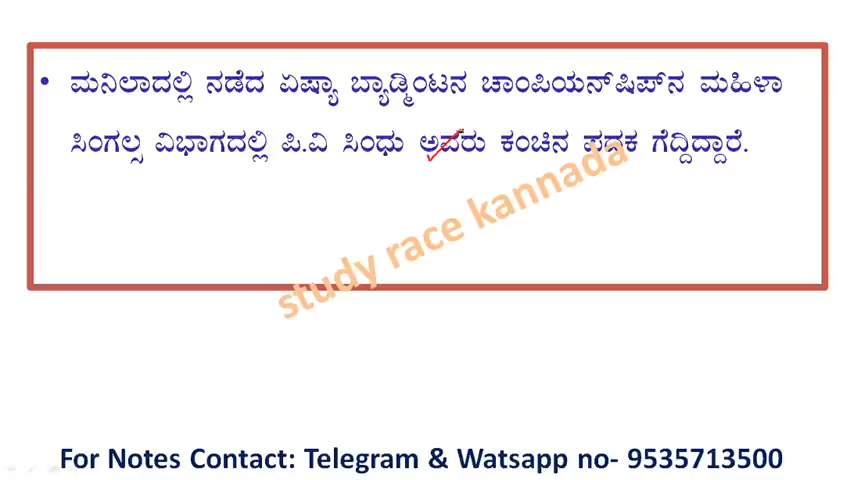 • ಮನಿಲಾದಲ್ಲಿ ನಡೆದ ಏಷ್ಯಾ ಬ್ಯಾಡ್ಮಿಂಟನ ಚಾಂಪಿಯನ್‌ಷಿಪ್‌ನ ಮಹಿಳಾ
ಸಿಂಗಲ್ಸ ವಿಭಾಗದಲ್ಲಿ ಪಿ.ವಿ ಸಿಂಧು ಅವರು ಕಂಚಿನ ಪದಕ ಗೆದ್ದಿದ್ದಾರೆ.
study race kannada
For Notes Contact: Telegram & Watsapp no- 9535713500